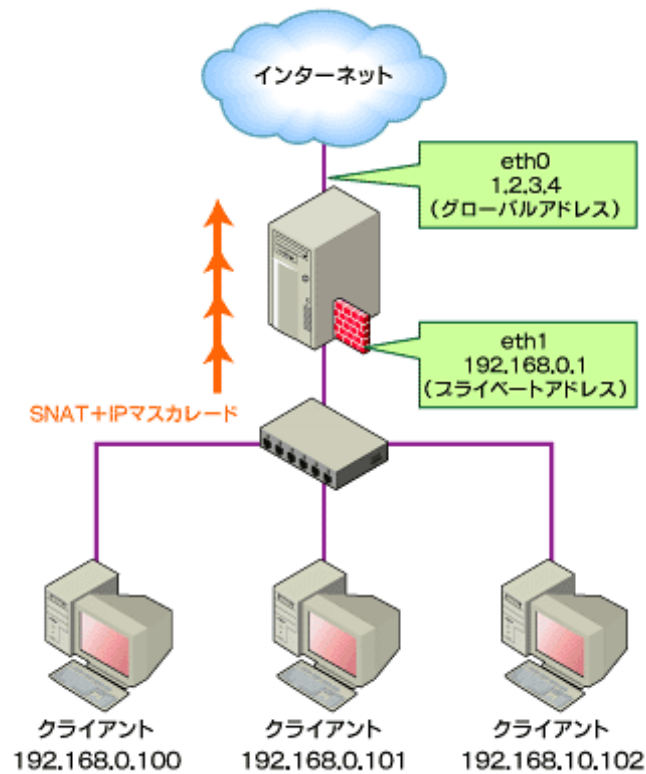 インターネット
eth0
1.2.3.4
(グローバルアドレス)
eth1
192.168.0.1
(プライベートアドレス)
SNAT+IPマスカレード
クライアント
192.168.0.100
クライアント
192.168.0.101
クライアント
192.168.10.102